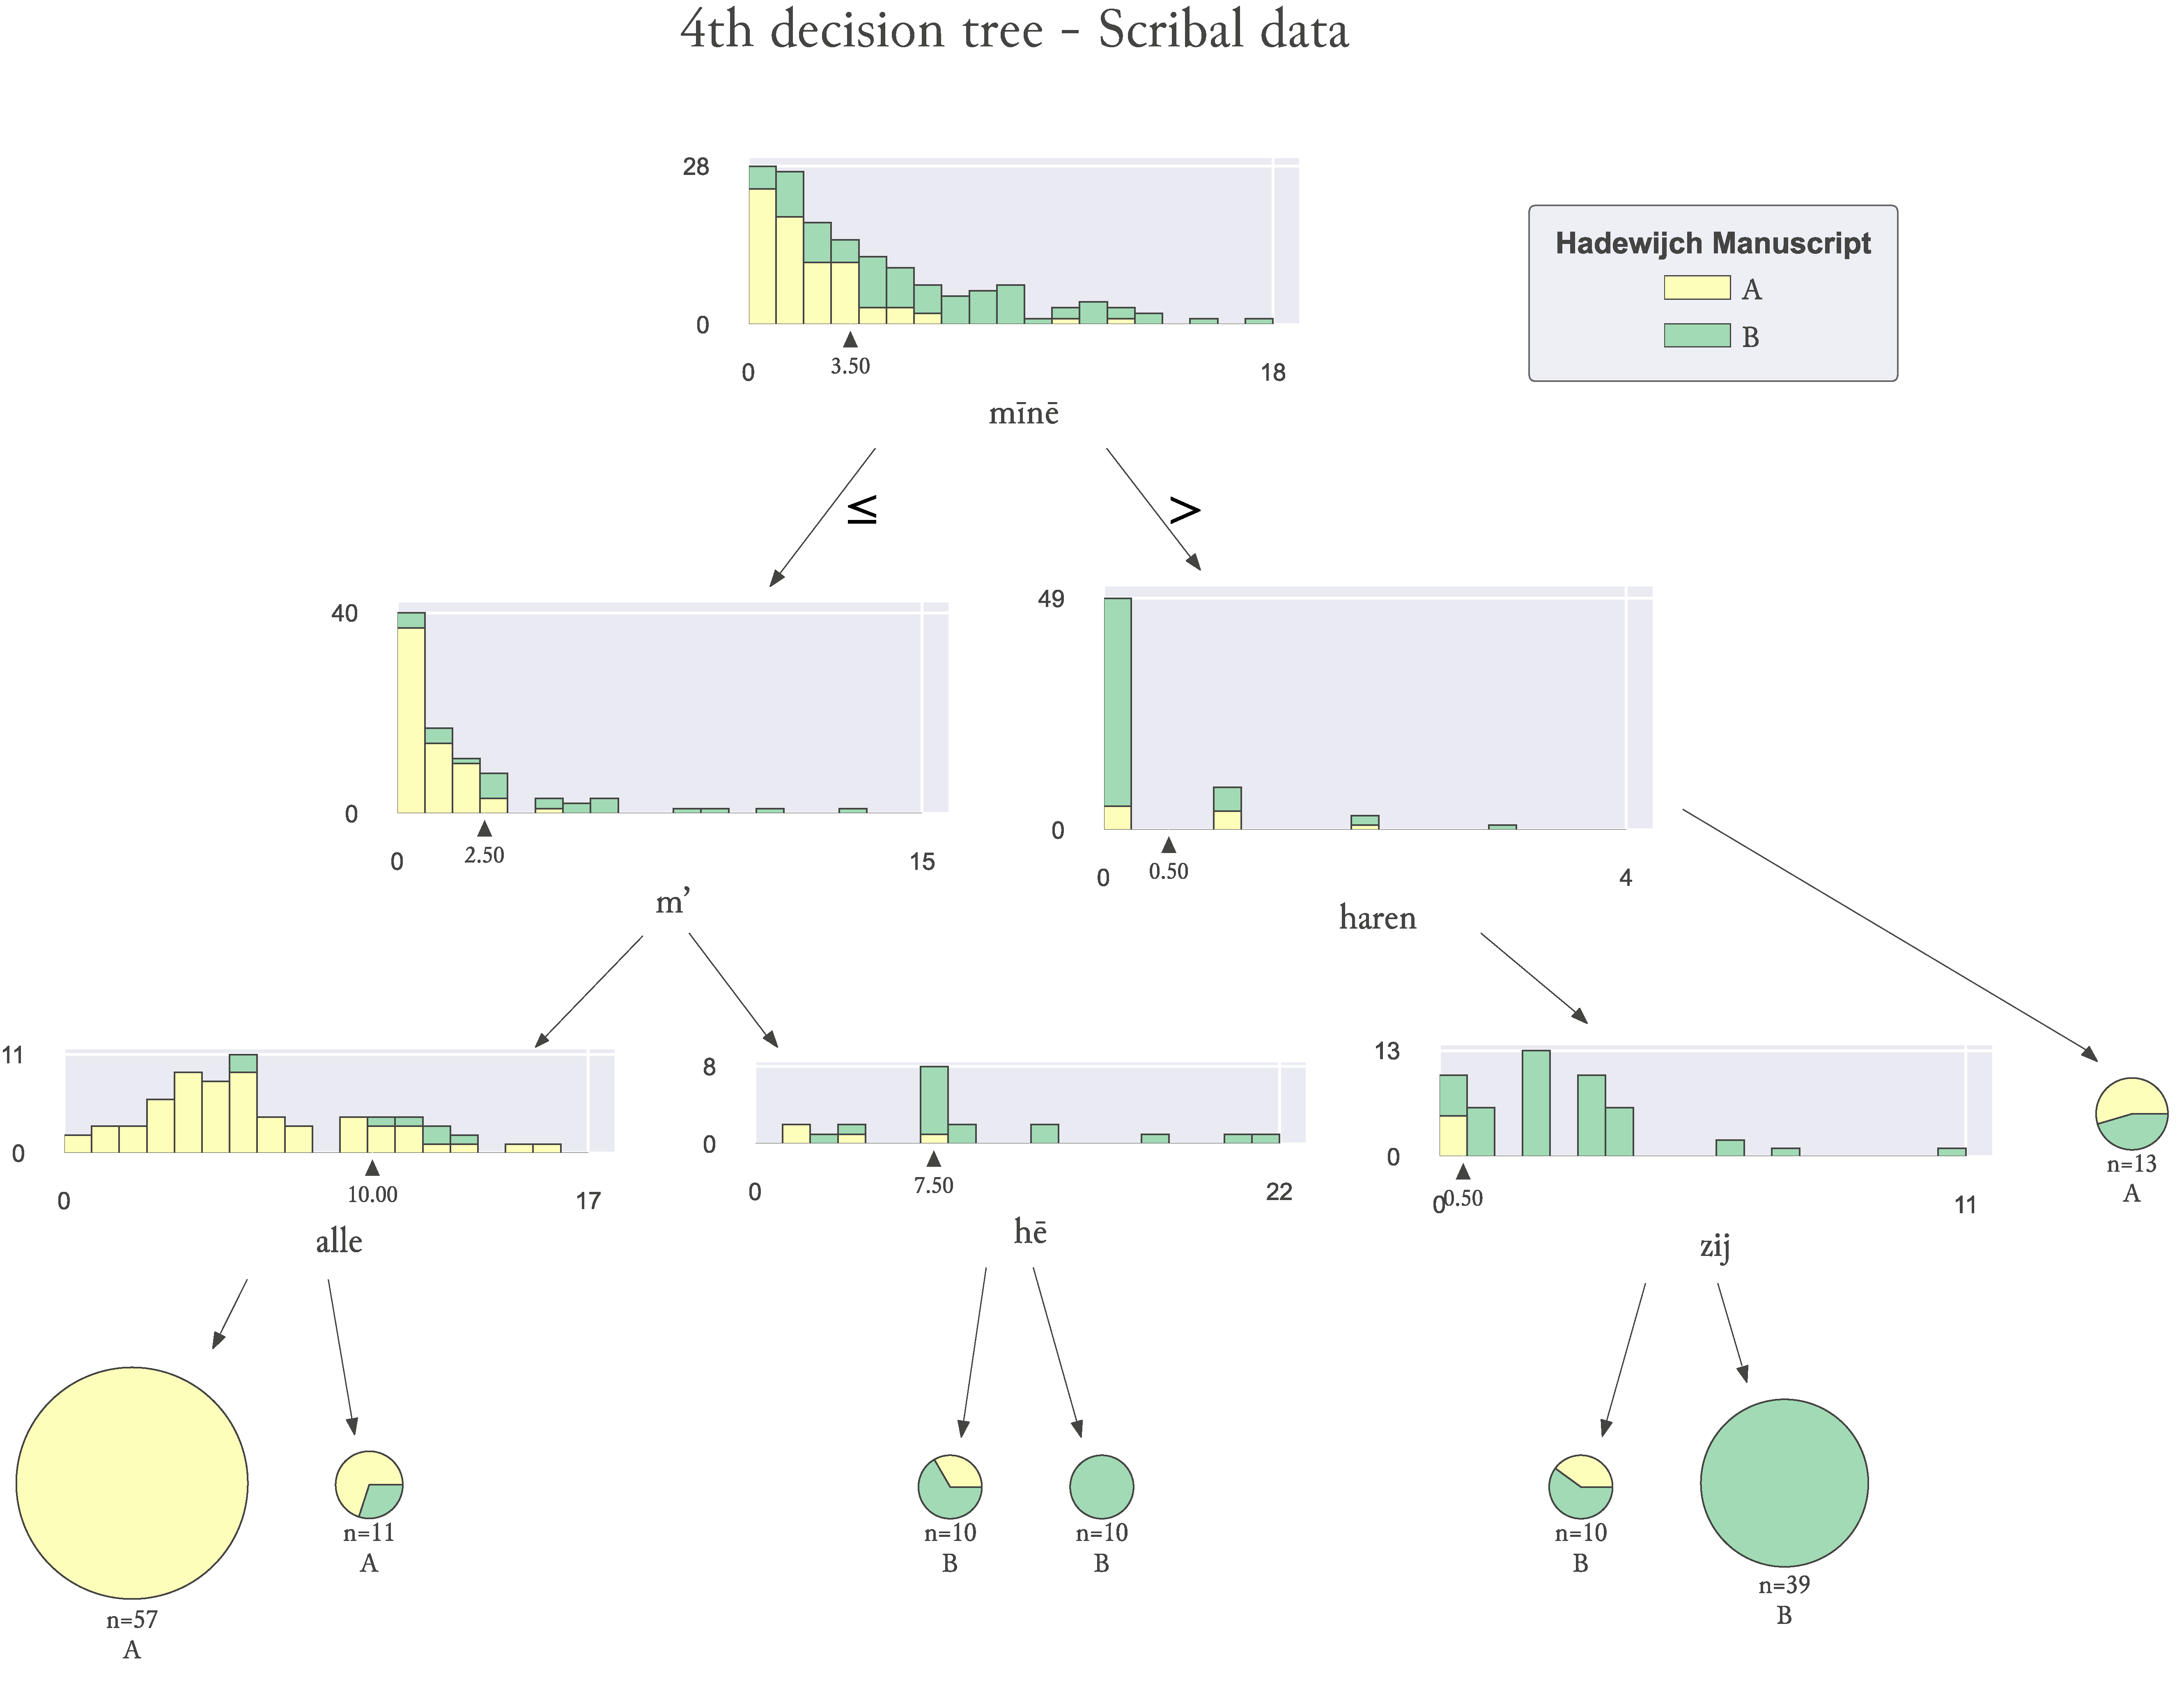 4th decision tree - Scribal data
28
0
0
3.50
18
mīnē
Hadewijch Manuscript
A
B
≤
>
40
0
0
2.50
15
m’
49
0
0
0.50
4
haren
11
0
0
10.00
17
alle
8
0
0
7.50
22
hē
13
0
0
0.50
11
zij
n=13
A
n=57
A
n=11
A
n=10
B
n=10
B
n=10
B
n=39
B